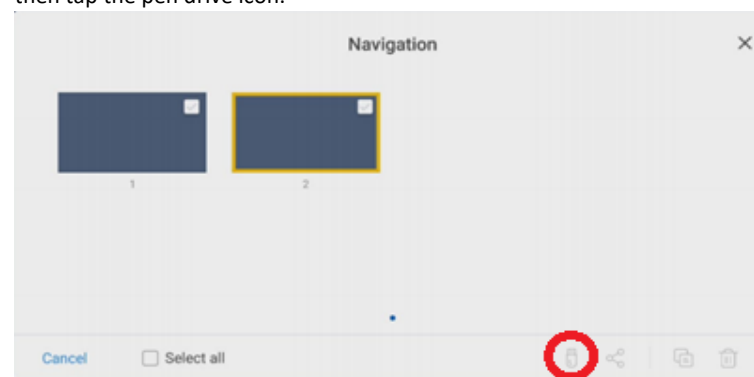 then tap the pen drive icon.
Navigation
1
2
Cancel
Select all